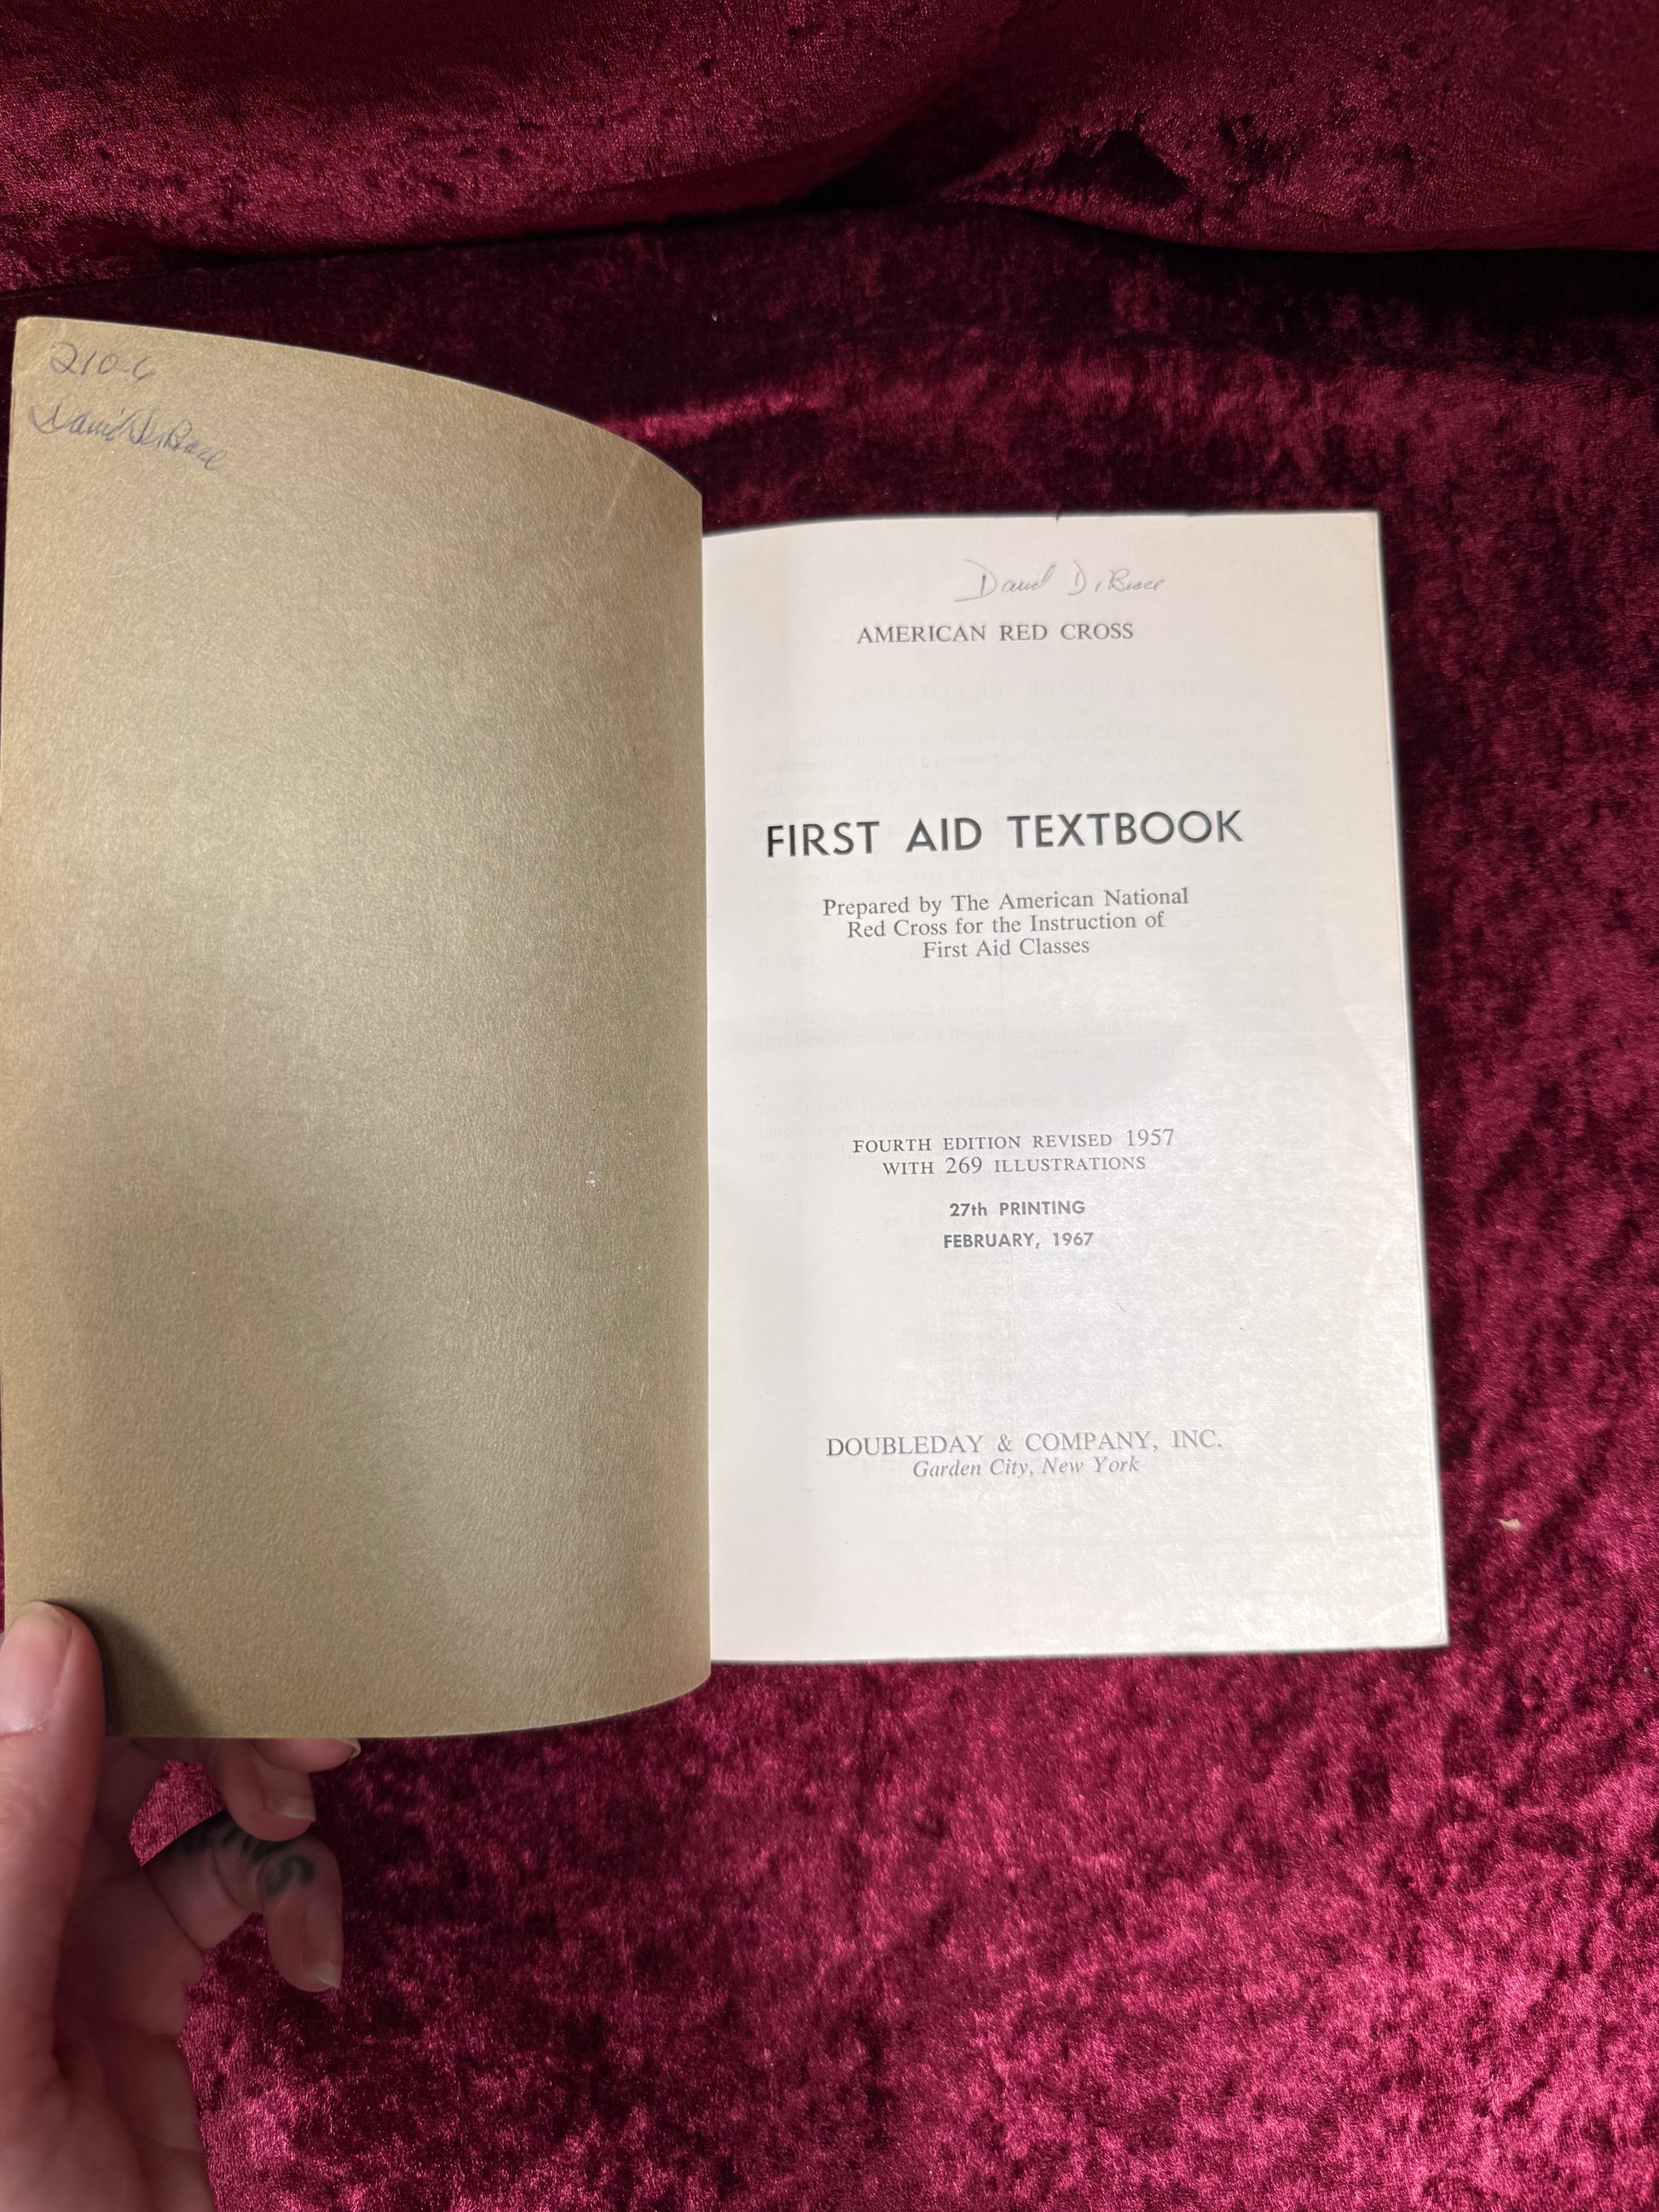 210-6
David
David
AMERICAN RED CROSS
FIRST AID TEXTBOOK
Prepared by The American National
Red Cross for the Instruction of
First Aid Classes
FOURTH EDITION REVISED 1957
WITH 269 ILLUSTRATIONS
27th PRINTING
FEBRUARY, 1967
DOUBLEDAY & COMPANY, INC.
Garden City, New York